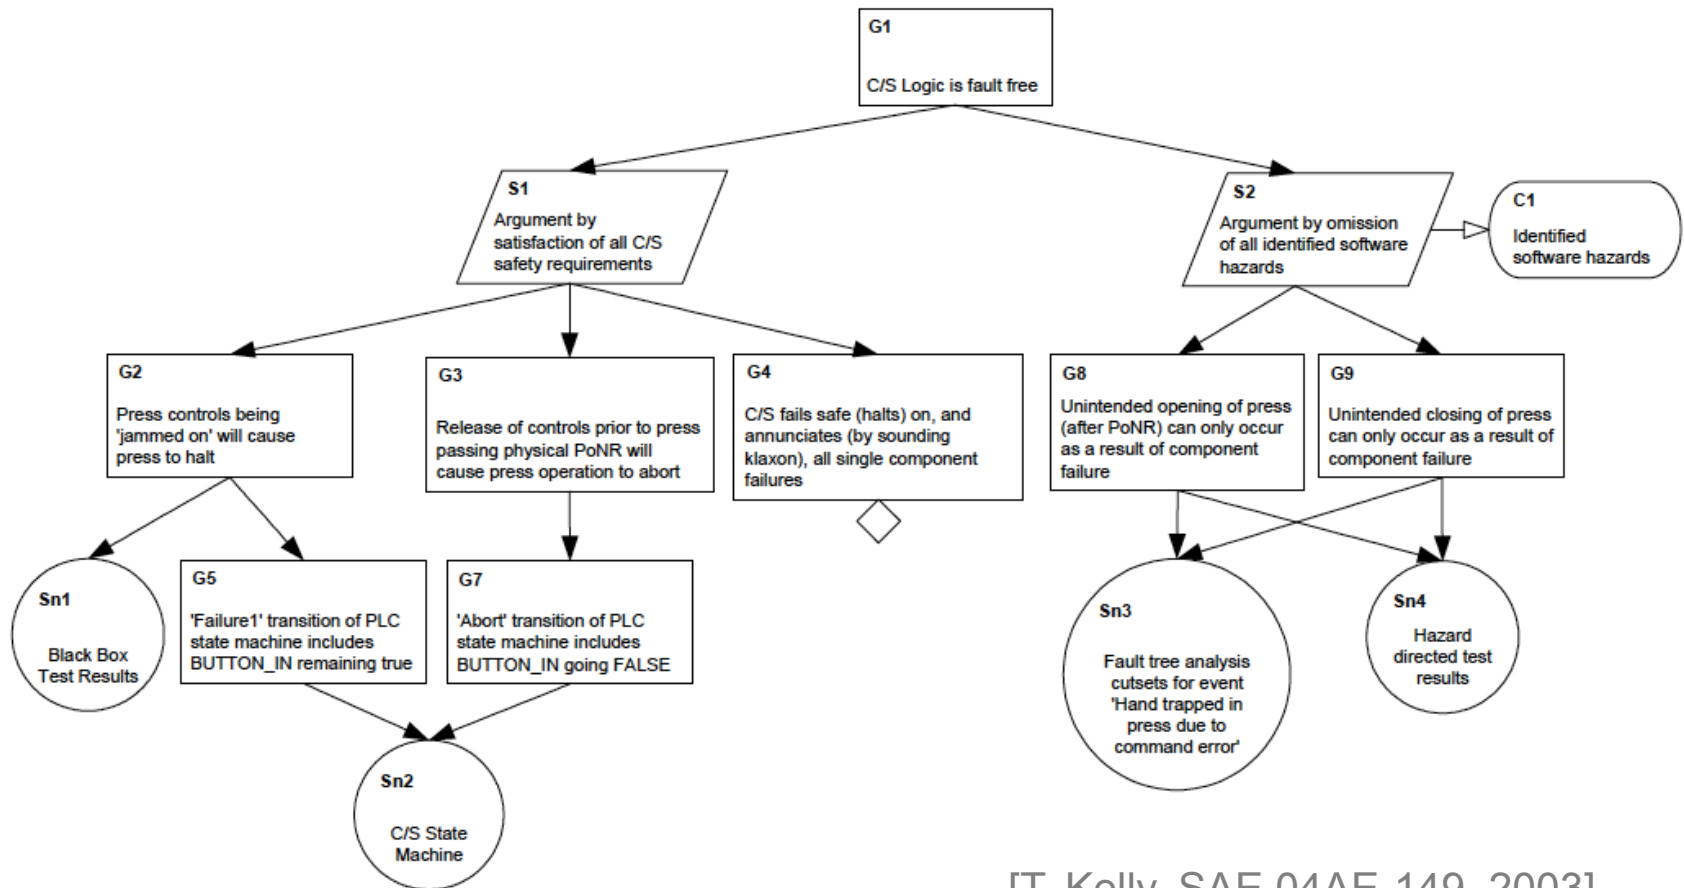 G1
C/S Logic is fault free
S1
Argument by
satisfaction of all C/S
safety requirements
S2
Argument by omission
of all identified software
hazards
C1
Identified
software hazards
G2
Press controls being
'jammed on' will cause
press to halt
G3
Release of controls prior to press
passing physical PoNR will
cause press operation to abort
G4
C/S fails safe (halts) on, and
annunciates (by sounding
klaxon), all single component
failures
G8
Unintended opening of press
(after PoNR) can only occur
as a result of component
failure
G9
Unintended closing of press
can only occur as a result of
component failure
Sn1
Black Box
Test Results
G5
'Failure1' transition of PLC
state machine includes
BUTTON_IN remaining true
G7
'Abort' transition of PLC
state machine includes
BUTTON_IN going FALSE
Sn3
Fault tree analysis
cutsets for event
'Hand trapped in
press due to
command error'
Sn4
Hazard
directed test
results
Sn2
C/S State
Machine
[T. Kelly, SAE 04AE-149, 2003]